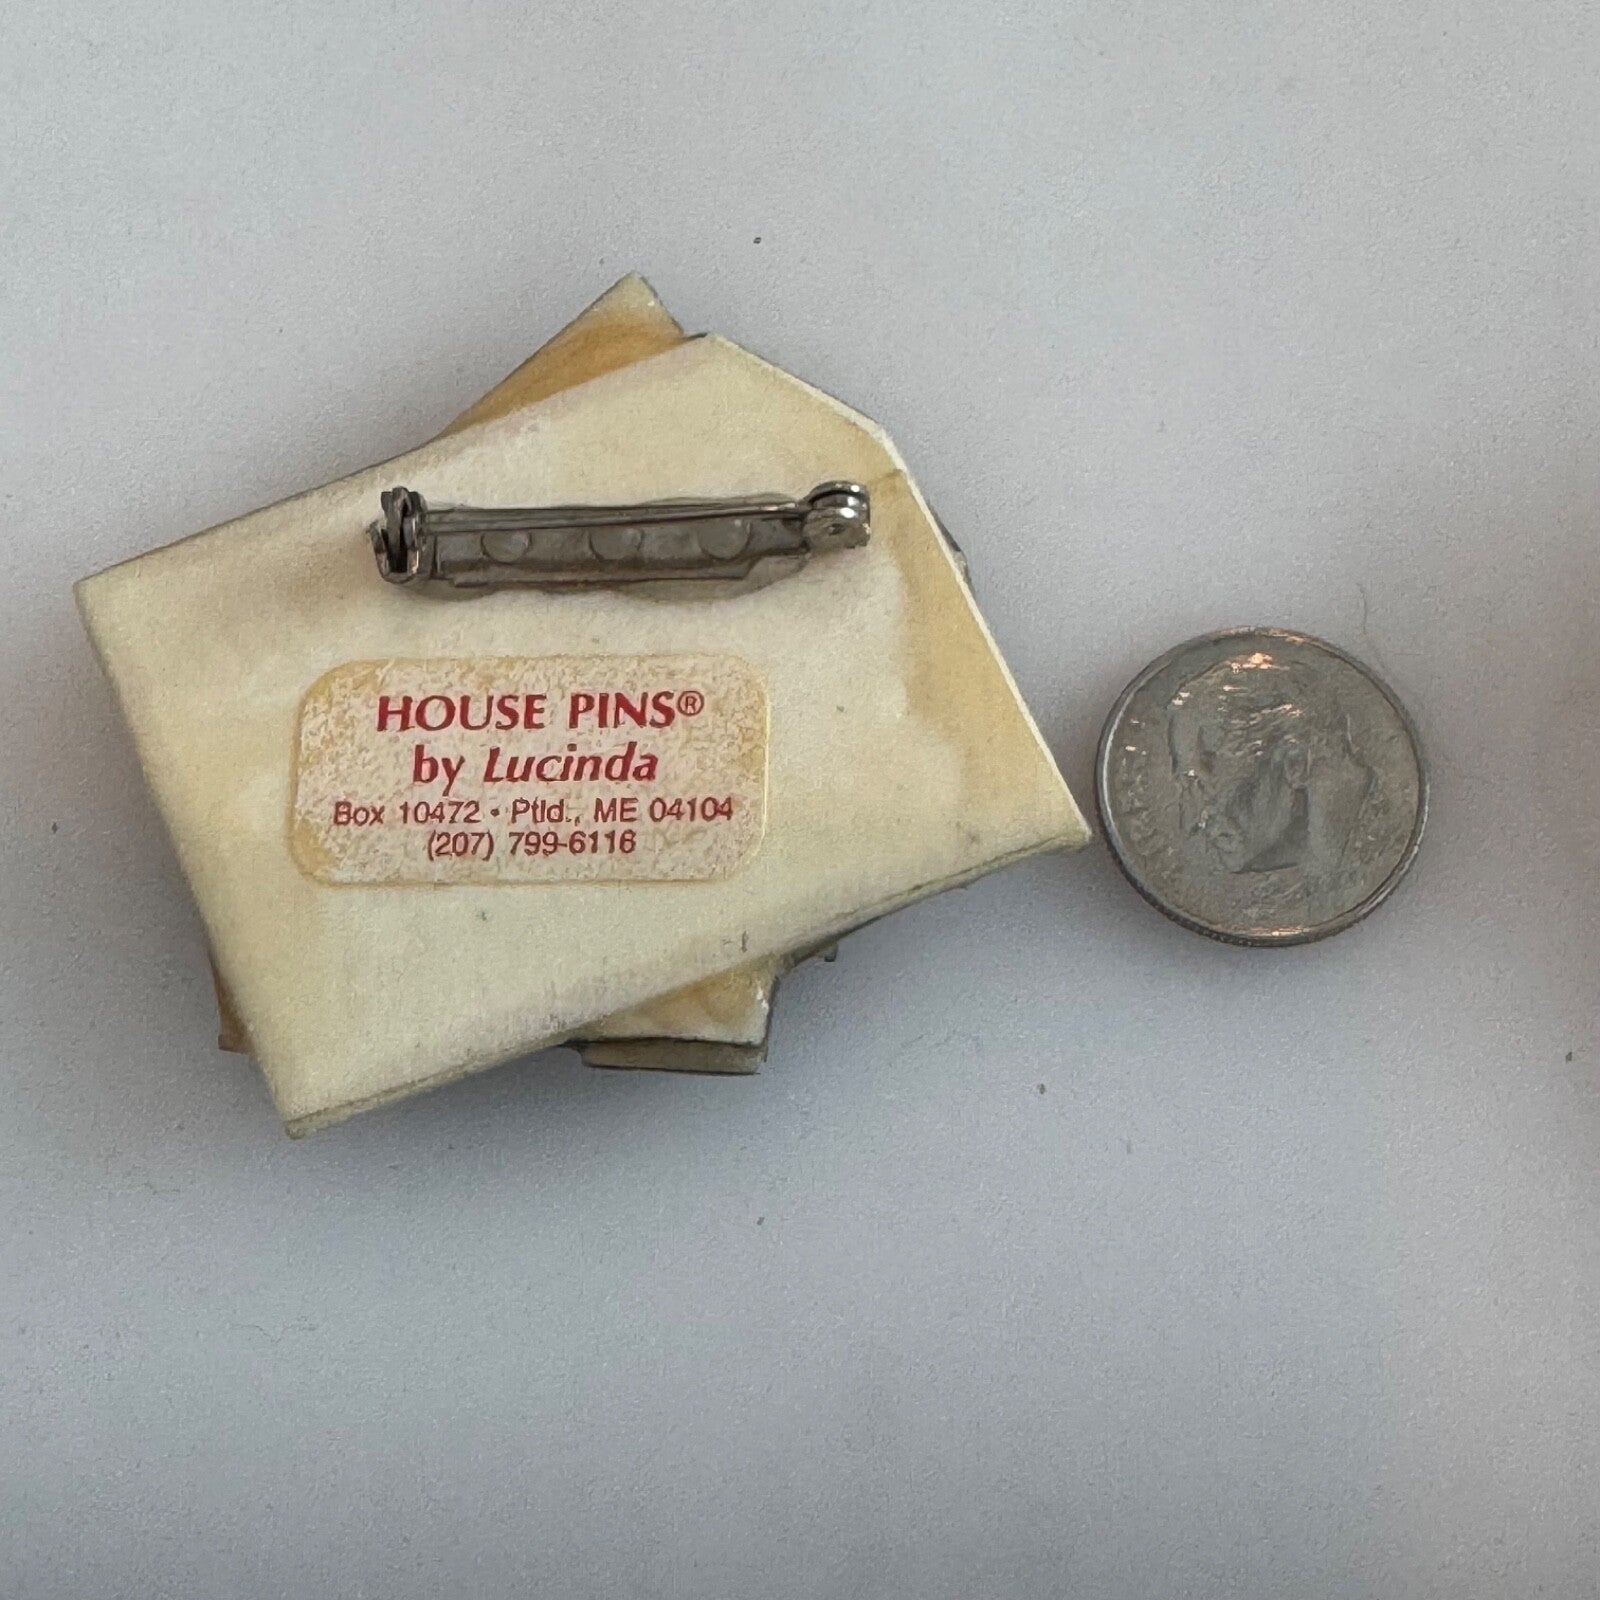 HOUSE PINS®
by Lucinda
Box 10472 • Ptld., ME 04104
(207) 799-6116